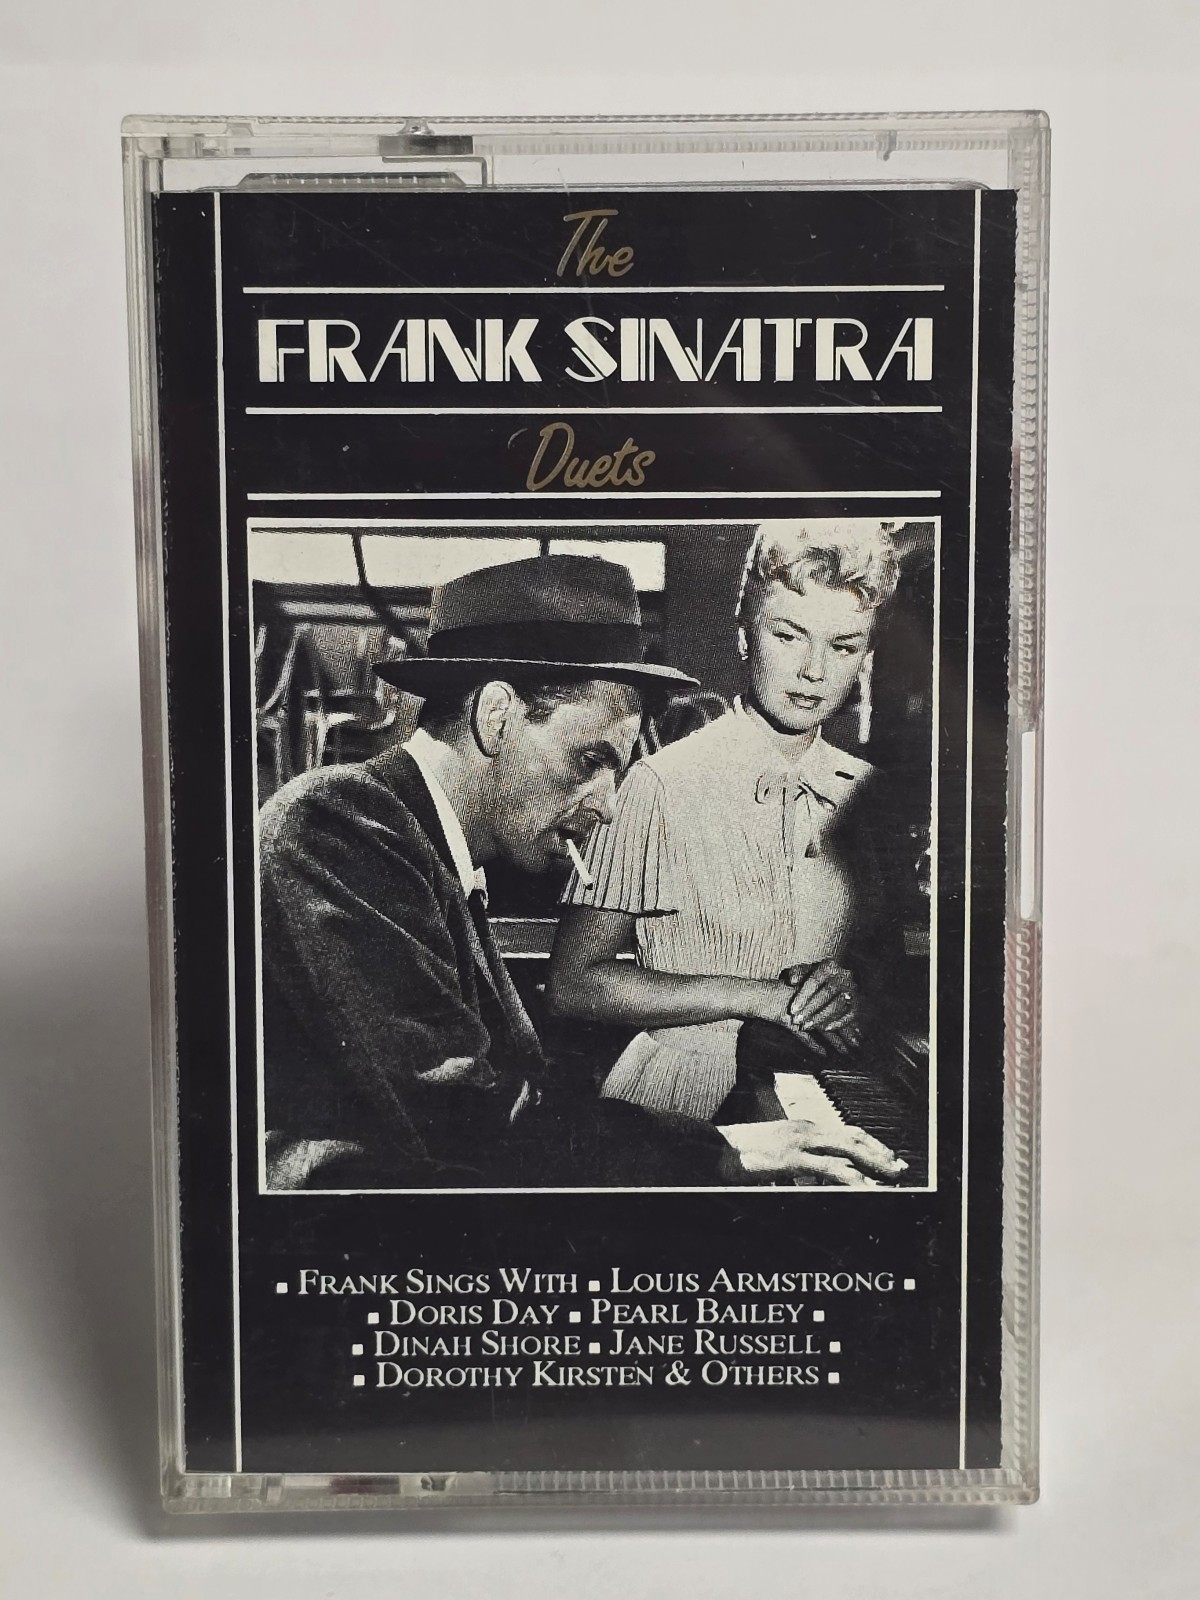 The
FRANK SINATRA
Duets
▪ FRANK SINGS WITH ▪ LOUIS ARMSTRONG ▪
▪ DORIS DAY ▪ PEARL BAILEY ▪
▪ DINAH SHORE ▪ JANE RUSSELL ▪
▪ DOROTHY KIRSTEN & OTHERS ▪